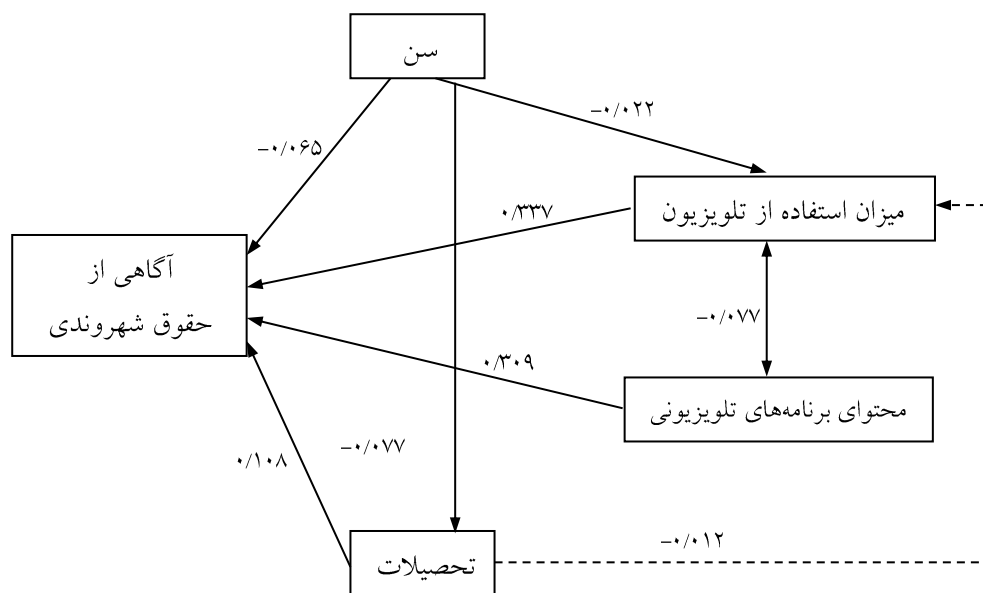 سن
-۰/۰۲۲
-۰/۰۶۵
میزان استفاده از تلویزیون
۰/۳۳۷
آگاهی از
حقوق شهروندی
-۰/۰۷۷
۰/۳۰۹
محتوای برنامه‌های تلویزیونی
-۰/۰۷۷
۰/۱۰۸
-۰/۰۱۲
تحصیلات